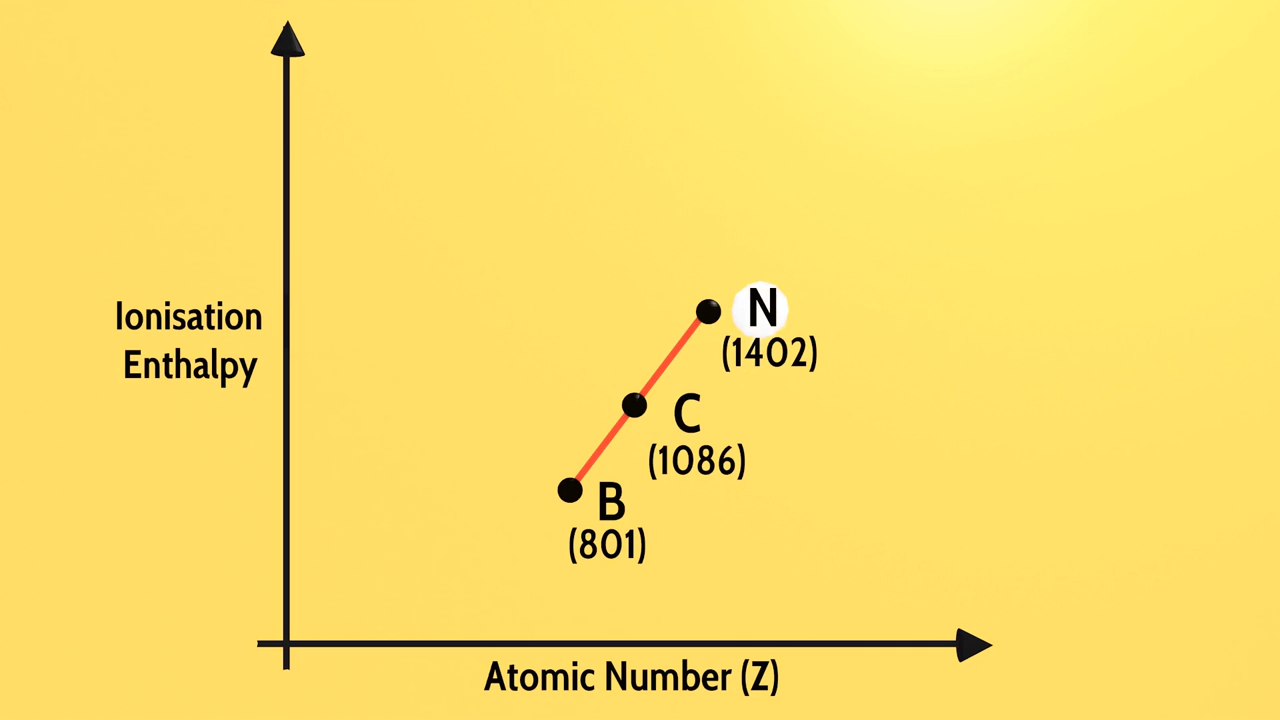 Ionisation
Enthalpy
N
(1402)
C
(1086)
B
(801)
Atomic Number (Z)